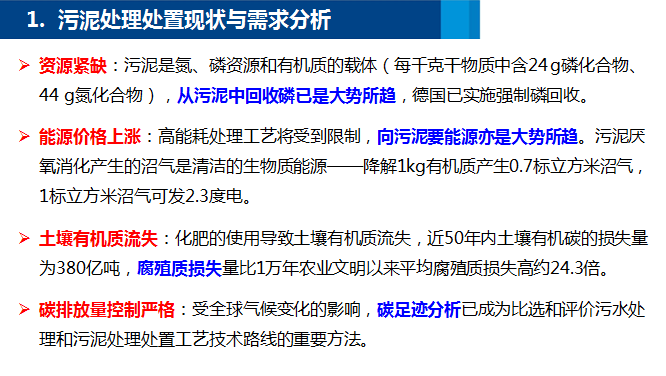 1. 污泥处理处置现状与需求分析
➢ 资源紧缺：污泥是氮、磷资源和有机质的载体（每千克干物质中含24g磷化合物、
44 g氮化合物），从污泥中回收磷已是大势所趋，德国已实施强制磷回收。
➢ 能源价格上涨：高能耗处理工艺将受到限制，向污泥要能源亦是大势所趋。污泥厌
氧消化产生的沼气是清洁的生物质能源——降解1kg有机质产生0.7标立方米沼气，
1标立方米沼气可发2.3度电。
➢ 土壤有机质流失：化肥的使用导致土壤有机质流失，近50年内土壤有机碳的损失量
为380亿吨，腐殖质损失量比1万年农业文明以来平均腐殖质损失高约24.3倍。
➢ 碳排放量控制严格：受全球气候变化的影响，碳足迹分析已成为比选和评价污水处
理和污泥处理处置工艺技术路线的重要方法。